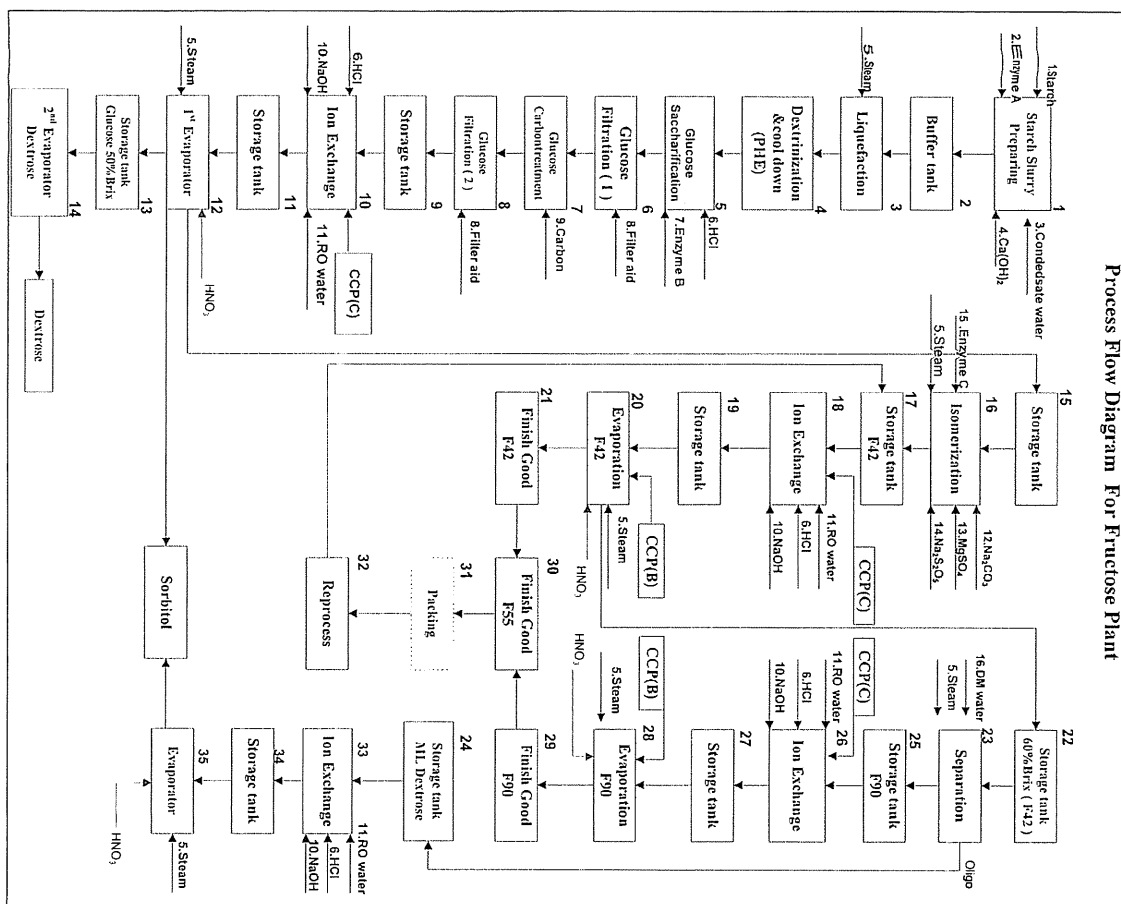 Process Flow Diagram For Fructose Plant
1.Starch
2.Enzyme A
3.Condedsate water
4.Ca(OH)2
1
Starch Slurry
Preparing
2
Buffer tank
5.Steam
3
Liquefaction
4
Dextrinization
&cool down
(PHE)
5
Glucose
Saccharification
6.HCl
7.Enzyme B
6
Glucose
Filtration ( 1 )
8.Filter aid
7
Glucose
Carbontreatment
9.Carbon
8
Glucose
Filtration ( 2 )
8.Filter aid
9
Storage tank
6.HCl
10.NaOH
10
Ion Exchange
CCP(C)
11.RO water
11
Storage tank
5.Steam
12
1st Evaporator
HNO3
13
Storage tank
Glucose 50%Brix
14
2nd Evaporator
Dextrose
Dextrose
15
Storage tank
15.Enzyme C
5.Steam
16
Isomerization
12.Na2CO3
13.MgSO4
14.Na2S2O5
17
Storage tank
F42
18
Ion Exchange
CCP(C)
11.RO water
6.HCl
10.NaOH
19
Storage tank
20
Evaporation
F42
CCP(B)
5.Steam
HNO3
21
Finish Good
F42
22
Storage tank
60%Brix ( F42 )
16.DM water
5.Steam
23
Separation
Oligo
25
Storage tank
F90
CCP(C)
11.RO water
6.HCl
10.NaOH
26
Ion Exchange
27
Storage tank
CCP(B)
5.Steam
HNO3
28
Evaporation
F90
29
Finish Good
F90
30
Finish Good
F55
31
Packing
32
Reprocess
24
Storage tank
ML Dextrose
33
Ion Exchange
11.RO water
6.HCl
10.NaOH
34
Storage tank
35
Evaporator
5.Steam
HNO3
Sorbitol